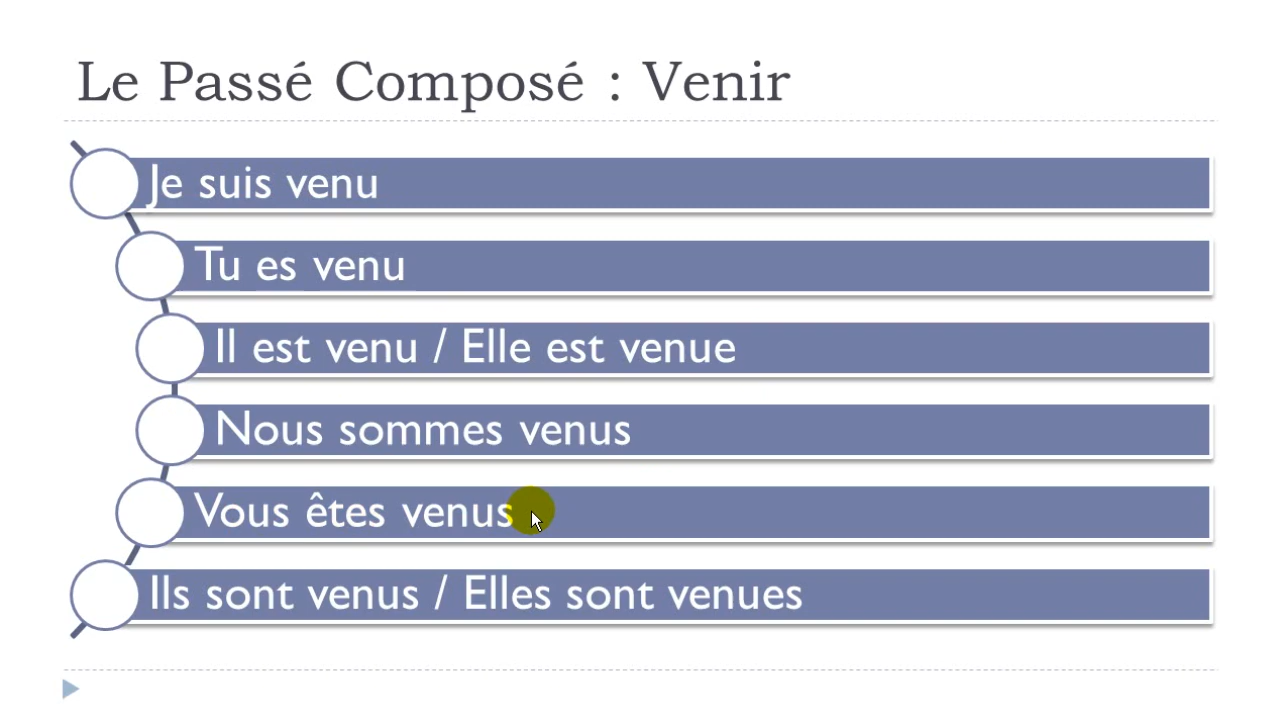 Le Passé Composé : Venir
Je suis venu
Tu es venu
Il est venu / Elle est venue
Nous sommes venus
Vous êtes venus
Ils sont venus / Elles sont venues